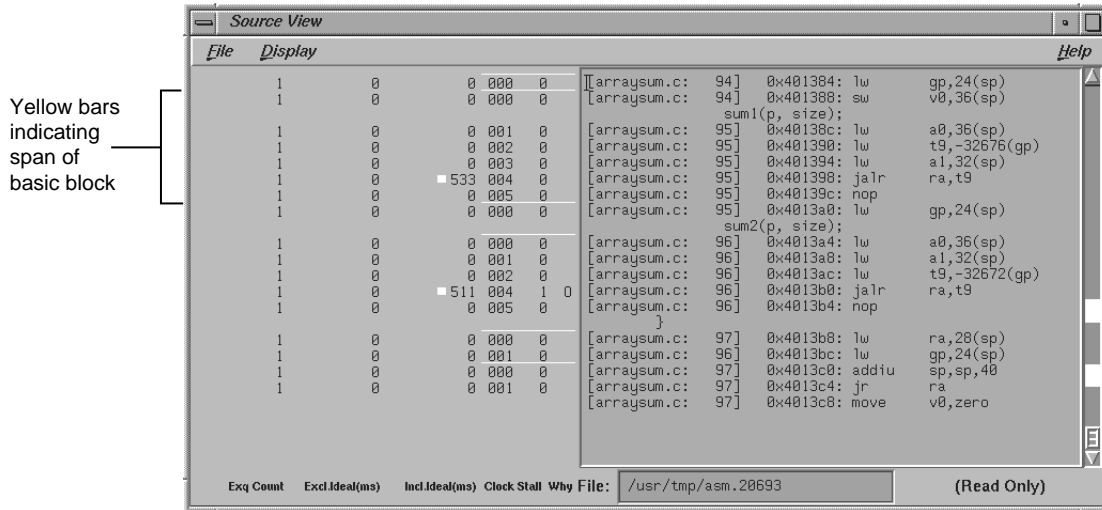 Source View
File Display Help
Yellow bars
indicating
span of
basic block
1 0 0 000 0 [arraysum.c: 94] 0x401384: lw gp,24(sp)
1 0 0 000 0 [arraysum.c: 94] 0x401388: sw v0,36(sp)
sum1(p, size);
1 0 0 001 0 [arraysum.c: 95] 0x40138c: lw a0,36(sp)
1 0 0 002 0 [arraysum.c: 95] 0x401390: lw t9,-32676(gp)
1 0 0 003 0 [arraysum.c: 95] 0x401394: lw a1,32(sp)
1 0 533 004 0 [arraysum.c: 95] 0x401398: jalr ra,t9
1 0 0 005 0 [arraysum.c: 95] 0x40139c: nop
1 0 0 000 0 [arraysum.c: 95] 0x4013a0: lw gp,24(sp)
sum2(p, size);
1 0 0 000 0 [arraysum.c: 96] 0x4013a4: lw a0,36(sp)
1 0 0 001 0 [arraysum.c: 96] 0x4013a8: lw a1,32(sp)
1 0 0 002 0 [arraysum.c: 96] 0x4013ac: lw t9,-32672(gp)
1 0 511 004 1 O [arraysum.c: 96] 0x4013b0: jalr ra,t9
1 0 0 005 0 [arraysum.c: 96] 0x4013b4: nop
}
1 0 0 000 0 [arraysum.c: 97] 0x4013b8: lw ra,28(sp)
1 0 0 001 0 [arraysum.c: 96] 0x4013bc: lw gp,24(sp)
1 0 0 000 0 [arraysum.c: 97] 0x4013c0: addiu sp,sp,40
1 0 0 001 0 [arraysum.c: 97] 0x4013c4: jr ra
[arraysum.c: 97] 0x4013c8: move v0,zero
Exq Count Excl.Ideal(ms) Incl.Ideal(ms) Clock Stall Why File: /usr/tmp/asm.20693 (Read Only)